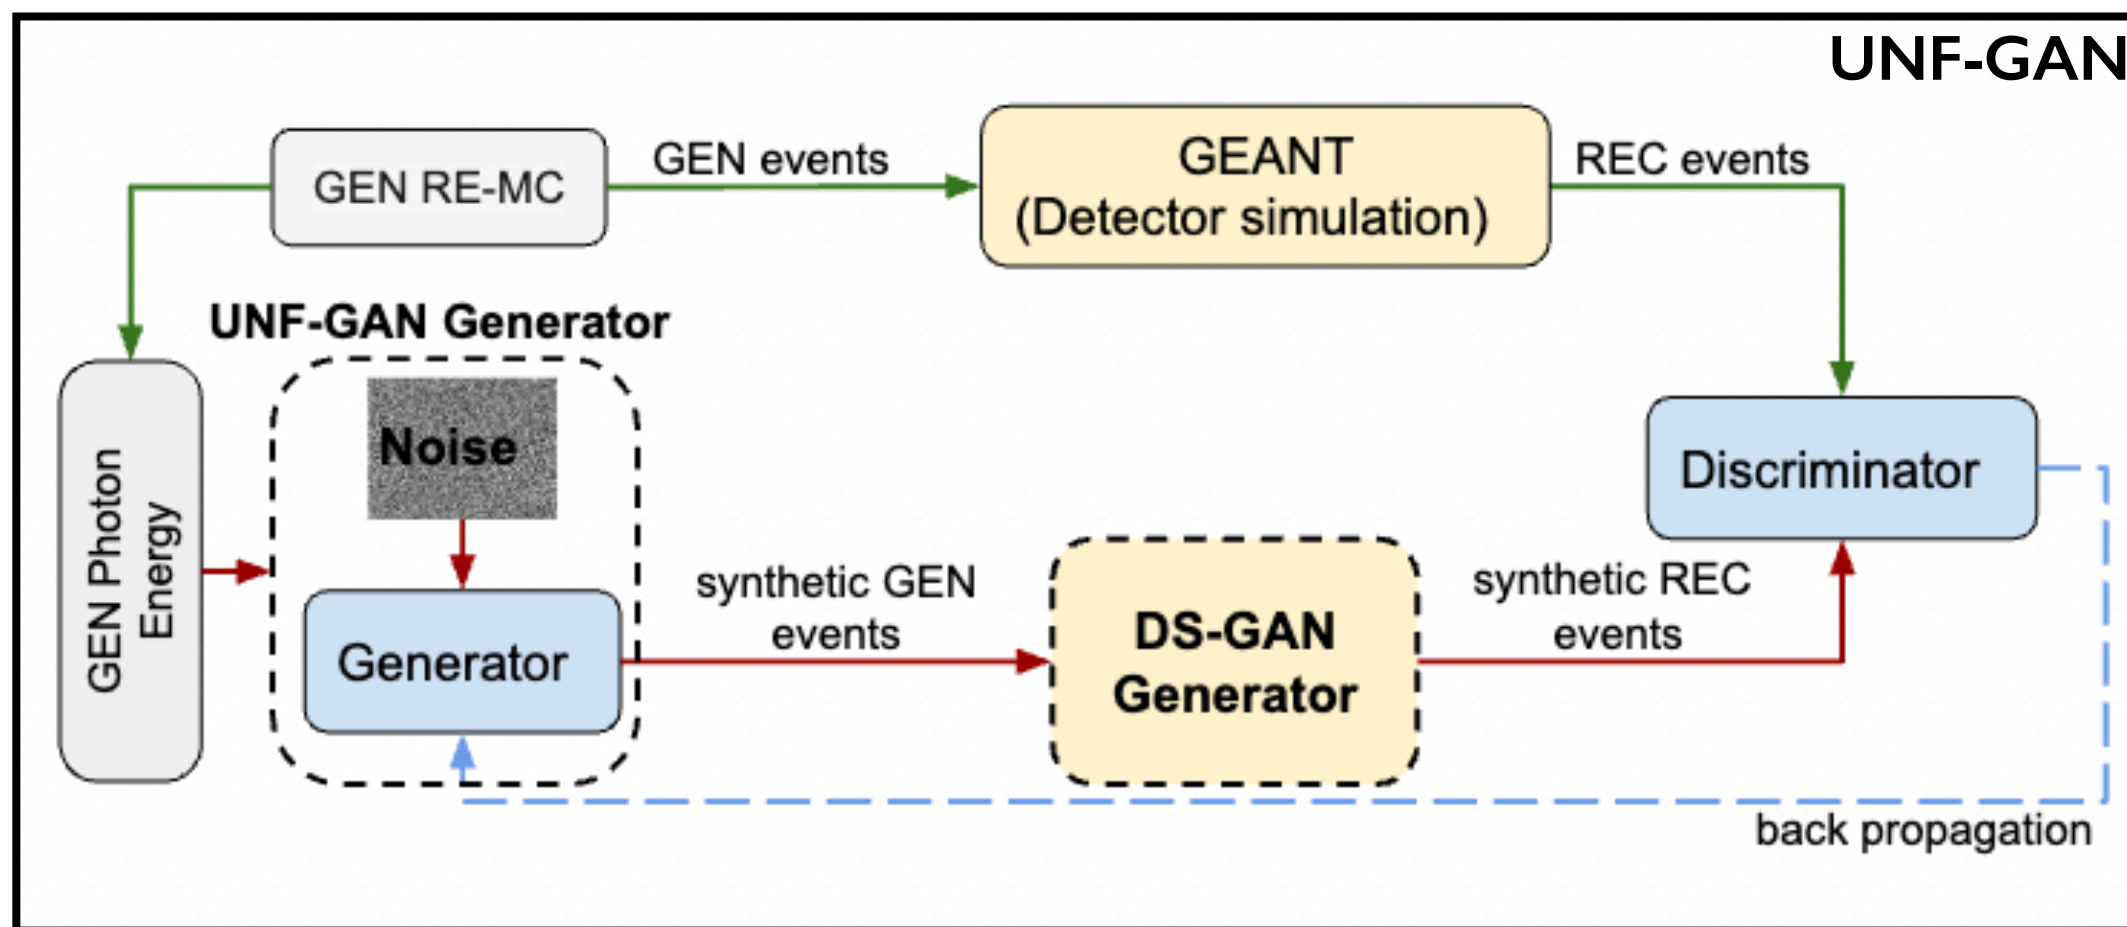 UNF-GAN
GEN RE-MC
GEN events
GEANT
(Detector simulation)
REC events
UNF-GAN Generator
GEN Photon
Energy
Noise
Generator
synthetic GEN
events
DS-GAN
Generator
synthetic REC
events
Discriminator
back propagation